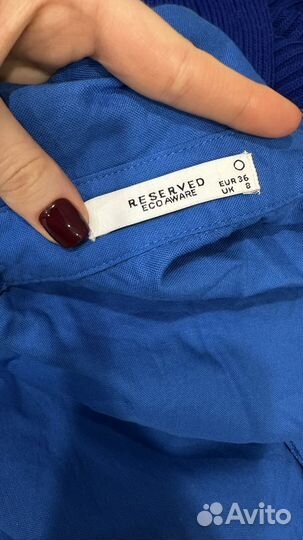 RESERVED
ECO AWARE
EUR 36
UK 8
Avito